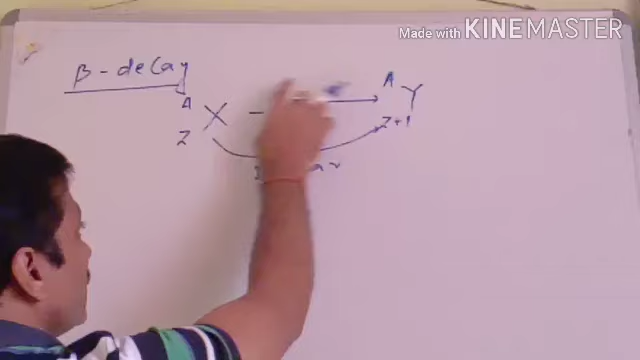 Made with KINEMASTER
β - decay
A X → A Y
Z Z+1